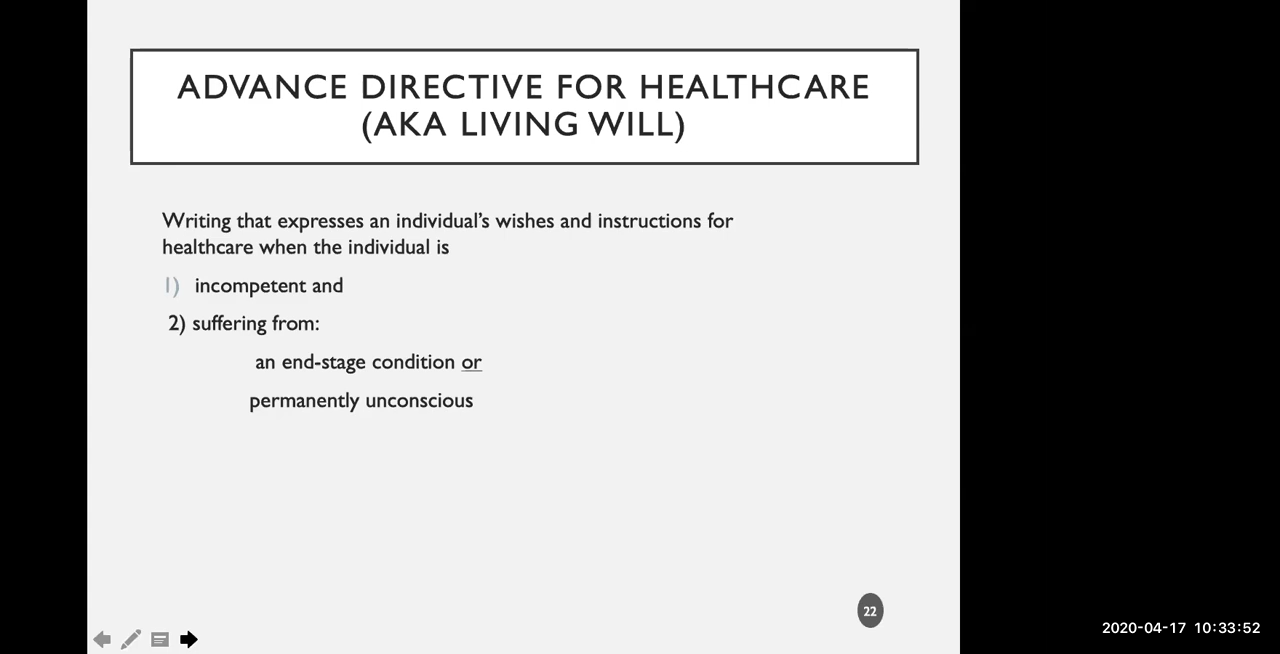 ADVANCE DIRECTIVE FOR HEALTHCARE
(AKA LIVING WILL)
Writing that expresses an individual's wishes and instructions for
healthcare when the individual is
1) incompetent and
2) suffering from:
an end-stage condition or
permanently unconscious
22
2020-04-17 10:33:52